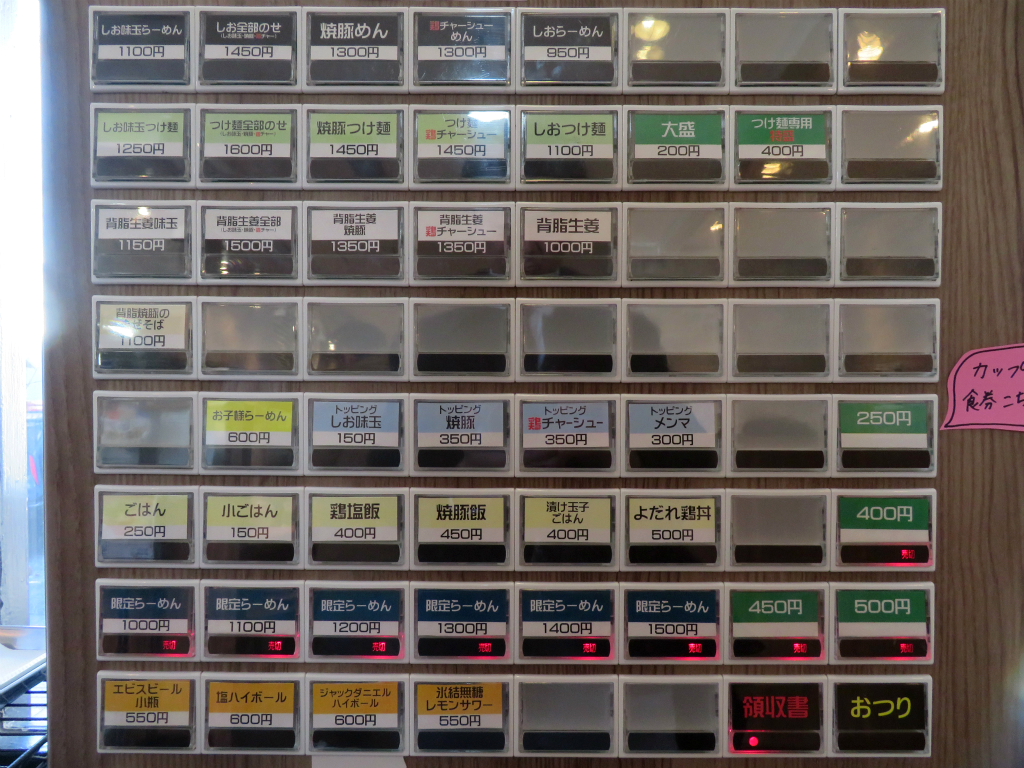 しお味玉らーめん
1100円
しお全部のせ
1450円
焼豚めん
1300円
鶏チャーシュー
めん
1300円
しおらーめん
950円
しお味玉つけ麺
1250円
つけ麺全部のせ
1600円
焼豚つけ麺
1450円
つけ麺
鶏チャーシュー
1450円
しおつけ麺
1100円
大盛
200円
つけ麺専用
400円
背脂生姜味玉
1150円
背脂生姜全部
1500円
背脂生姜
焼豚
1350円
背脂生姜
鶏チャーシュー
1350円
背脂生姜
1000円
背脂焼豚の
まぜそば
1100円
カップ
食券こち
お子様らーめん
600円
トッピング
しお味玉
150円
トッピング
焼豚
350円
トッピング
鶏チャーシュー
350円
トッピング
メンマ
300円
250円
ごはん
250円
小ごはん
150円
鶏塩飯
400円
焼豚飯
450円
漬け玉子
ごはん
400円
よだれ鶏丼
500円
400円
売切
限定らーめん
1000円
売切
限定らーめん
1100円
売切
限定らーめん
1200円
売切
限定らーめん
1300円
売切
限定らーめん
1400円
売切
限定らーめん
1500円
売切
450円
売切
500円
売切
エビスビール
小瓶
550円
塩ハイボール
600円
ジャックダニエル
ハイボール
600円
氷結無糖
レモンサワー
550円
領収書
おつり